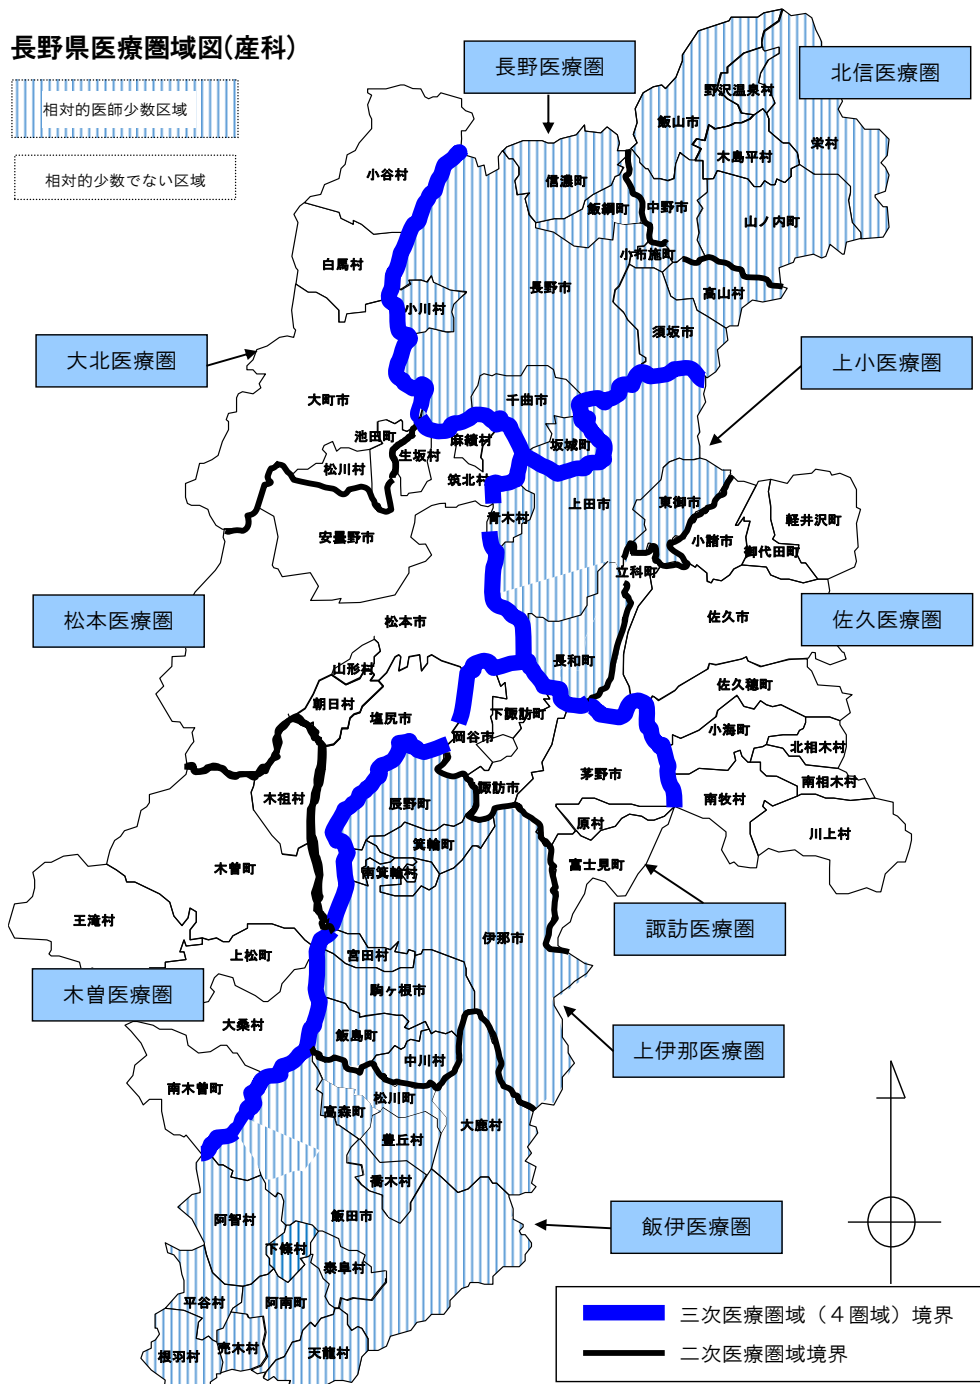 長野県医療圏域図(産科)
相対的医師少数区域
相対的少数でない区域
長野医療圏
北信医療圏
野沢温泉村
飯山市
栄村
木島平村
小谷村
信濃町
飯綱町
中野市
山ノ内町
小布施町
白馬村
長野市
高山村
小川村
須坂市
大北医療圏
上小医療圏
大町市
千曲市
池田町
麻績村
坂城町
生坂村
松川村
筑北村
上田市
東御市
青木村
安曇野市
小諸市
軽井沢町
御代田町
立科町
松本医療圏
松本市
佐久市
佐久医療圏
長和町
山形村
佐久穂町
朝日村
塩尻市
下諏訪町
小海町
岡谷市
北相木村
茅野市
南相木村
諏訪市
木祖村
辰野町
南牧村
原村
川上村
箕輪町
木曽町
富士見町
南箕輪村
王滝村
諏訪医療圏
伊那市
上松町
宮田村
木曽医療圏
駒ヶ根市
大桑村
飯島町
上伊那医療圏
中川村
南木曽町
松川町
高森町
大鹿村
豊丘村
喬木村
阿智村
飯田市
飯伊医療圏
下條村
泰阜村
平谷村
阿南町
売木村
天龍村
根羽村
三次医療圏域（４圏域）境界
二次医療圏域境界